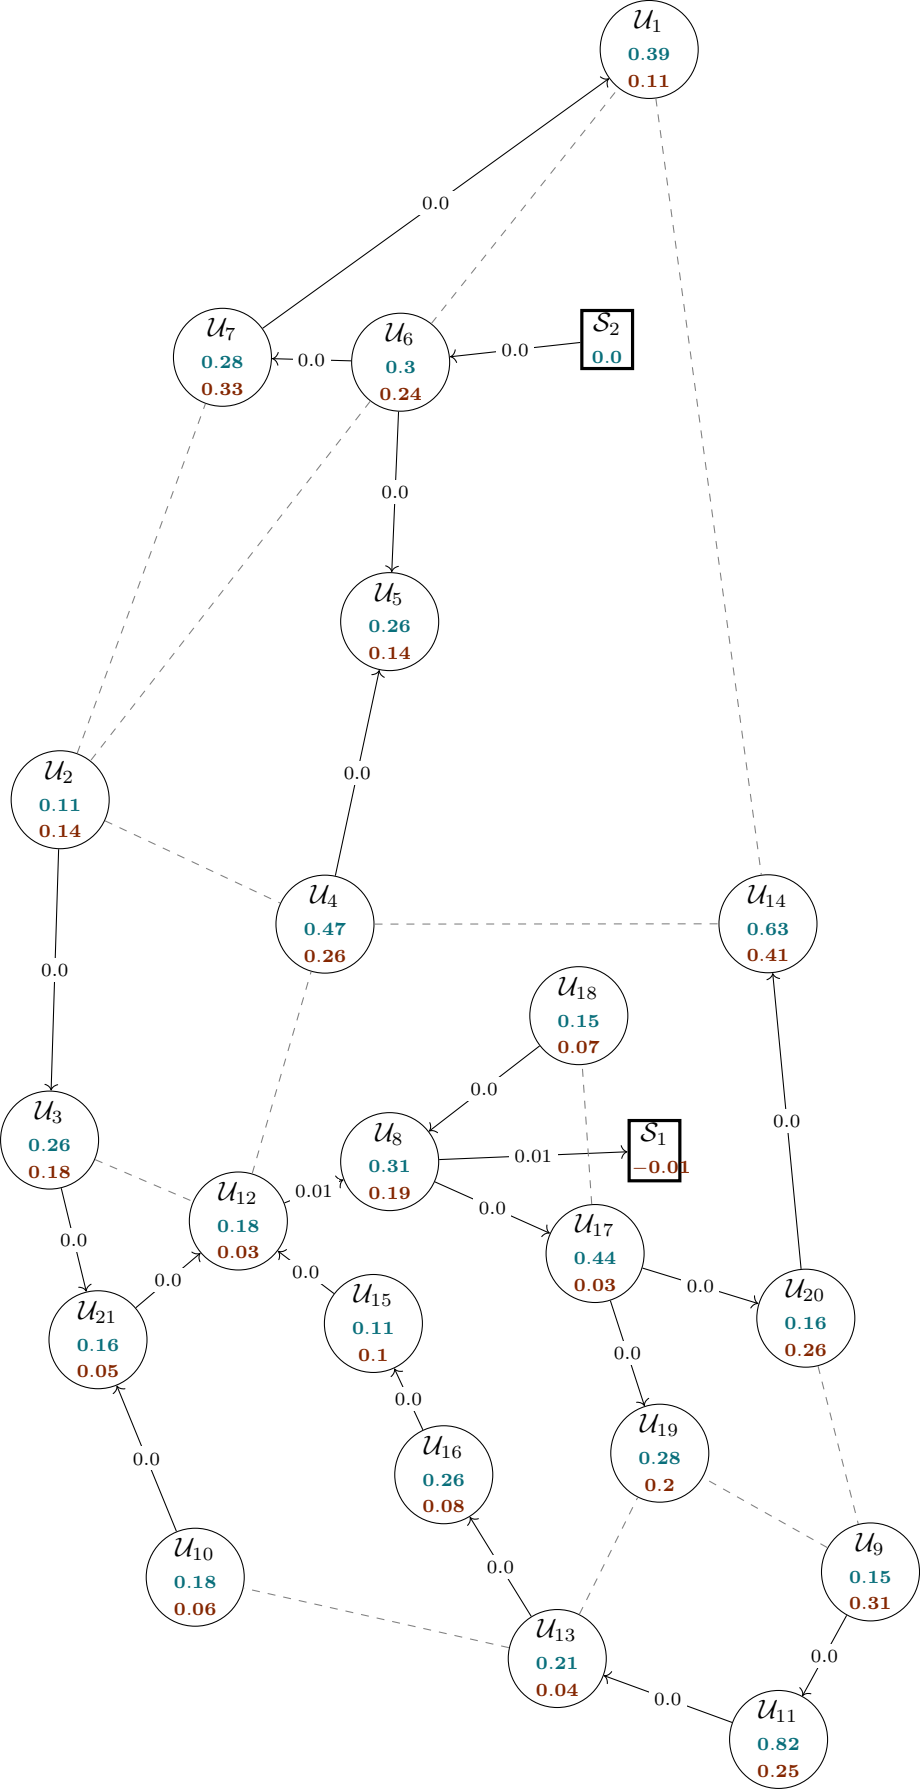 𝒰₁
0.39
0.11
0.0
𝒰₇
0.28
0.33
0.0
𝒰₆
0.3
0.24
0.0
𝒮₂
0.0
0.0
𝒰₅
0.26
0.14
0.0
𝒰₂
0.11
0.14
𝒰₄
0.47
0.26
𝒰₁₄
0.63
0.41
0.0
𝒰₁₈
0.15
0.07
0.0
𝒰₃
0.26
0.18
𝒰₈
0.31
0.19
0.01
𝒮₁
−0.01
0.0
𝒰₁₂
0.18
0.03
0.01
0.0
0.0
𝒰₁₇
0.44
0.03
0.0
0.0
0.0
0.0
𝒰₂₁
0.16
0.05
𝒰₁₅
0.11
0.1
𝒰₂₀
0.16
0.26
0.0
0.0
𝒰₁₆
0.26
0.08
𝒰₁₉
0.28
0.2
0.0
𝒰₁₀
0.18
0.06
0.0
𝒰₉
0.15
0.31
𝒰₁₃
0.21
0.04
0.0
0.0
𝒰₁₁
0.82
0.25